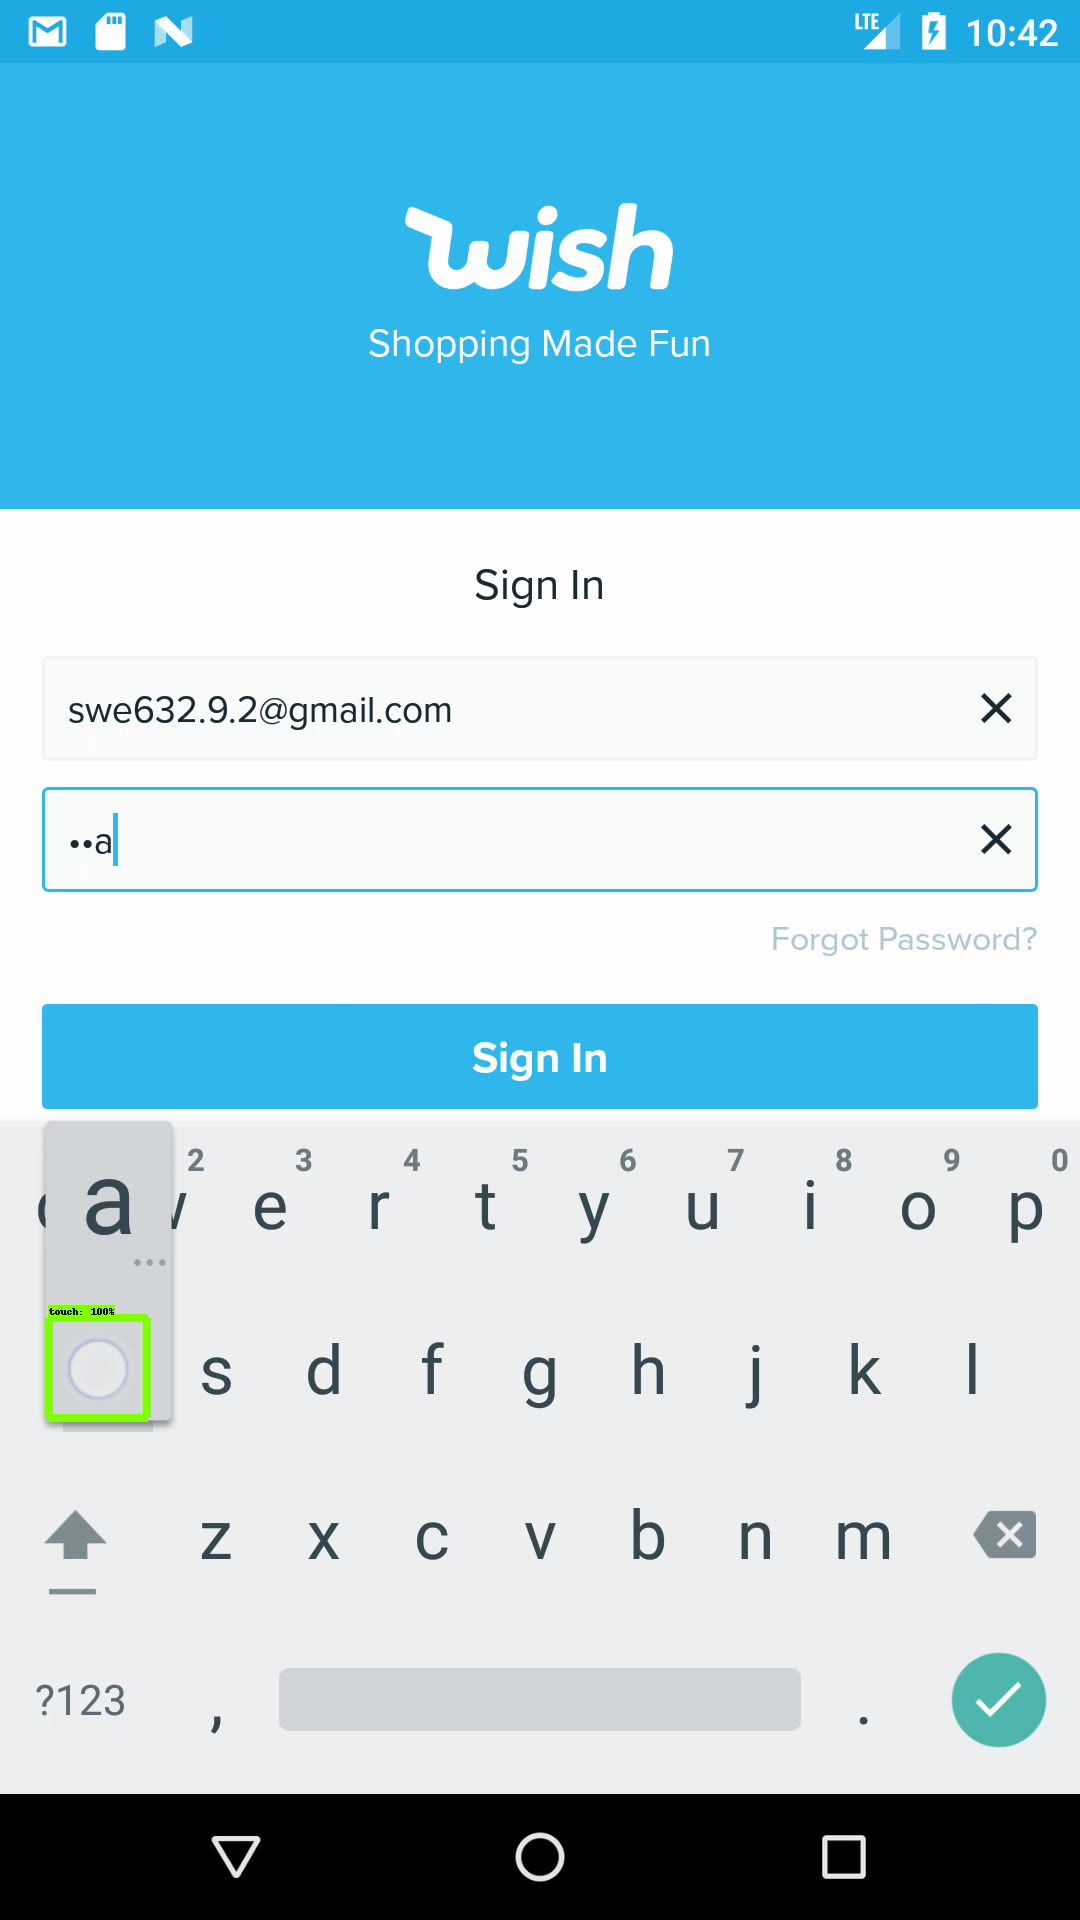 LTE 10:42
wish
Shopping Made Fun
Sign In
swe632.9.2@gmail.com
••a
Forgot Password?
Sign In
2 3 4 5 6 7 8 9 0
a e r t y u i o p
touch: 100%
s d f g h j k l
z x c v b n m
?123 , .